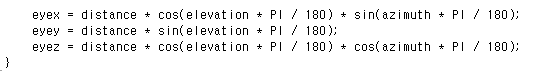 eyex = distance * cos(elevation * PI / 180) * sin(azimuth * PI / 180);
eyey = distance * sin(elevation * PI / 180);
eyez = distance * cos(elevation * PI / 180) * cos(azimuth * PI / 180);
}